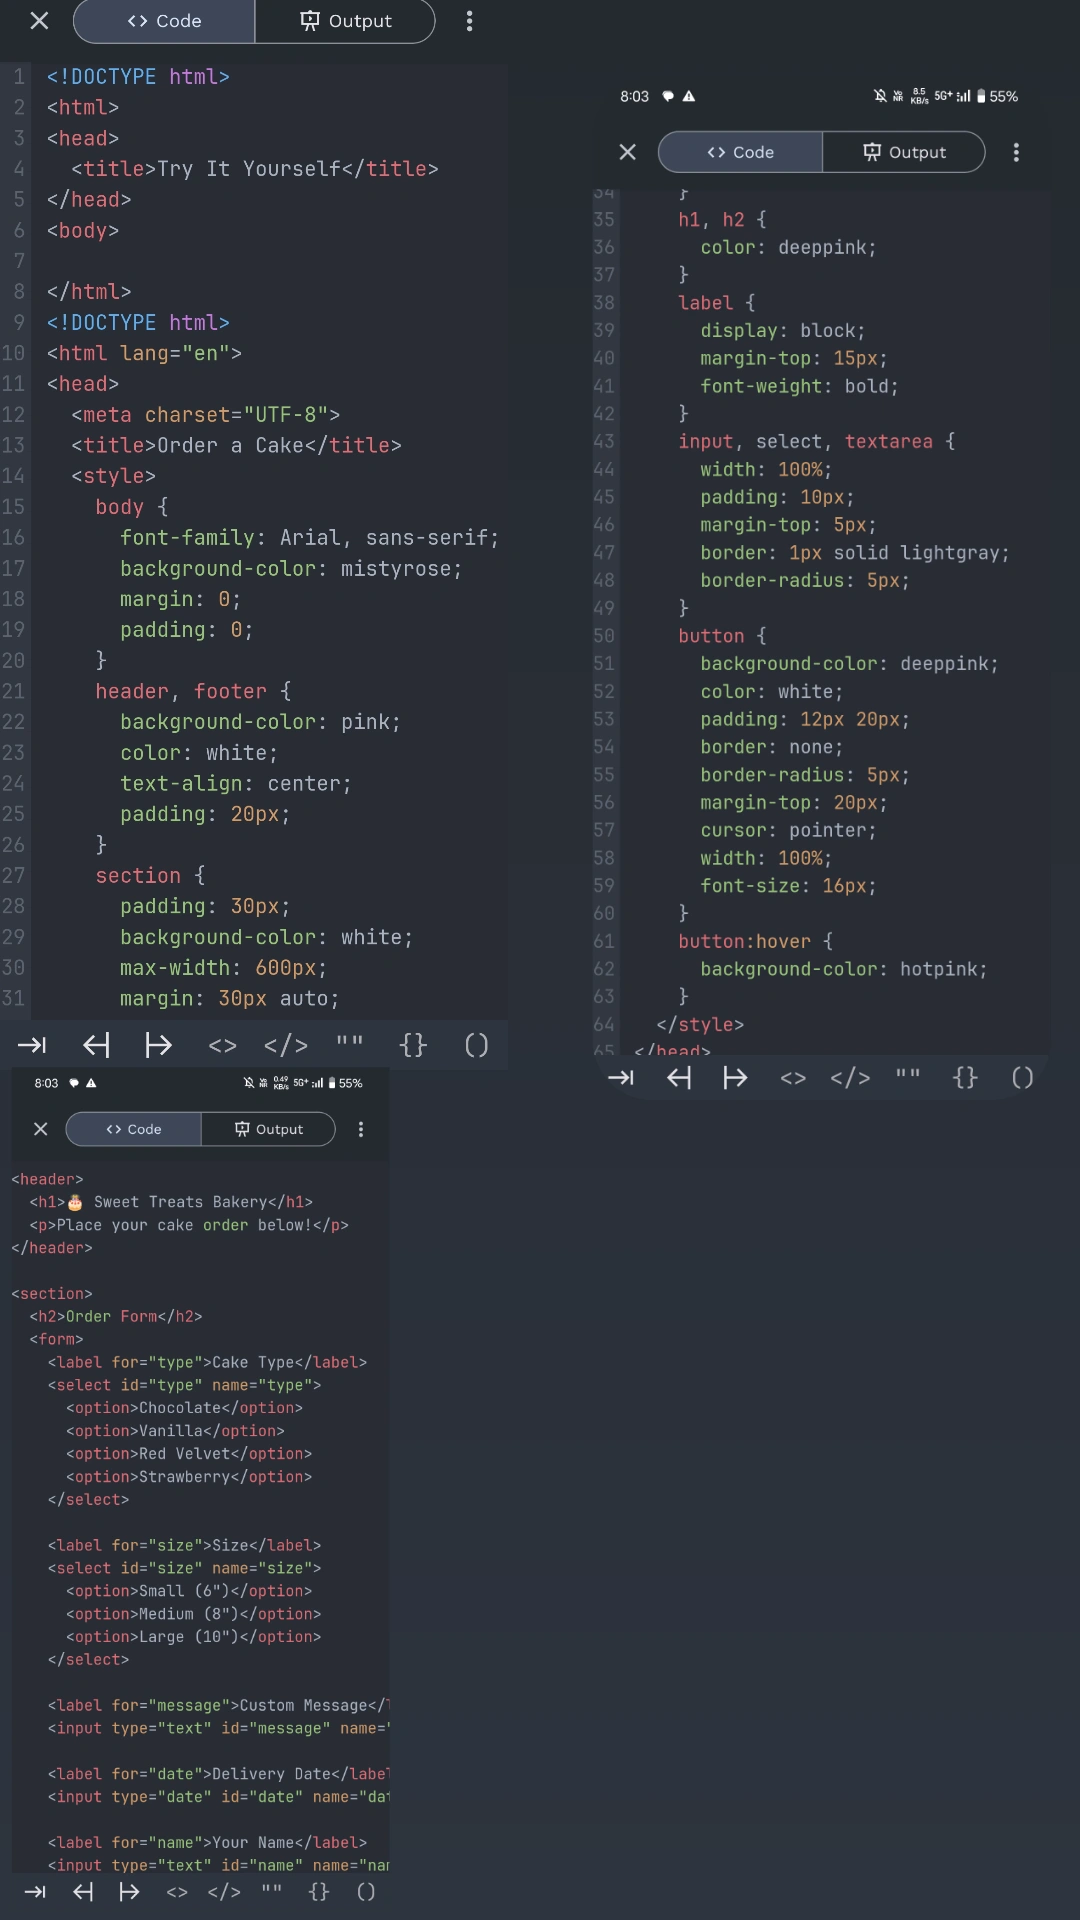 Code Output
1 <!DOCTYPE html>
2 <html>
3 <head>
4 <title>Try It Yourself</title>
5 </head>
6 <body>
7
8 </html>
9 <!DOCTYPE html>
10 <html lang="en">
11 <head>
12 <meta charset="UTF-8">
13 <title>Order a Cake</title>
14 <style>
15 body {
16 font-family: Arial, sans-serif;
17 background-color: mistyrose;
18 margin: 0;
19 padding: 0;
20 }
21 header, footer {
22 background-color: pink;
23 color: white;
24 text-align: center;
25 padding: 20px;
26 }
27 section {
28 padding: 30px;
29 background-color: white;
30 max-width: 600px;
31 margin: 30px auto;
<> </> "" {} ()
8:03 Vo NR 8.5 KB/s 5G+ 55%
Code Output
34 }
35 h1, h2 {
36 color: deeppink;
37 }
38 label {
39 display: block;
40 margin-top: 15px;
41 font-weight: bold;
42 }
43 input, select, textarea {
44 width: 100%;
45 padding: 10px;
46 margin-top: 5px;
47 border: 1px solid lightgray;
48 border-radius: 5px;
49 }
50 button {
51 background-color: deeppink;
52 color: white;
53 padding: 12px 20px;
54 border: none;
55 border-radius: 5px;
56 margin-top: 20px;
57 cursor: pointer;
58 width: 100%;
59 font-size: 16px;
60 }
61 button:hover {
62 background-color: hotpink;
63 }
64 </style>
65 </head>
<> </> "" {} ()
8:03 Vo NR 0.49 KB/s 5G+ 55%
Code Output
<header>
<h1>🎂 Sweet Treats Bakery</h1>
<p>Place your cake order below!</p>
</header>
<section>
<h2>Order Form</h2>
<form>
<label for="type">Cake Type</label>
<select id="type" name="type">
<option>Chocolate</option>
<option>Vanilla</option>
<option>Red Velvet</option>
<option>Strawberry</option>
</select>
<label for="size">Size</label>
<select id="size" name="size">
<option>Small (6")</option>
<option>Medium (8")</option>
<option>Large (10")</option>
</select>
<label for="message">Custom Message</
<input type="text" id="message" name="
<label for="date">Delivery Date</label
<input type="date" id="date" name="dat
<label for="name">Your Name</label>
<input type="text" id="name" name="nam
<> </> "" {} ()